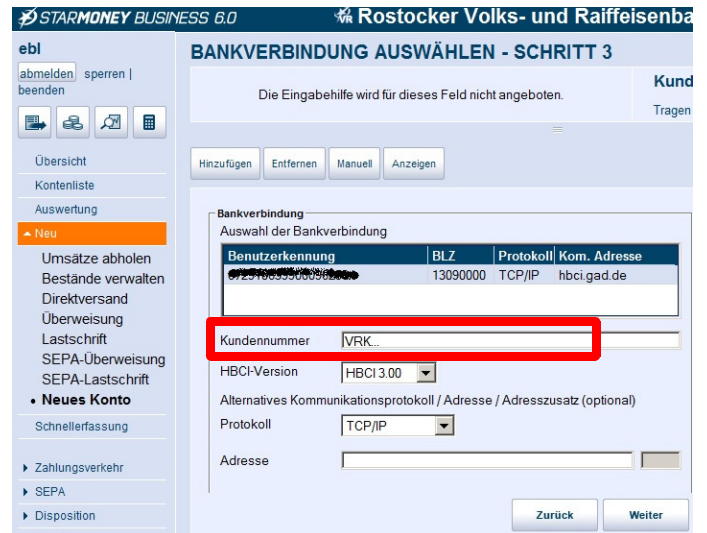 STARMONEY BUSINESS 6.0
Rostocker Volks- und Raiffeisenba
ebl
abmelden sperren |
beenden
Übersicht
Kontenliste
Auswertung
Neu
Umsätze abholen
Bestände verwalten
Direktversand
Überweisung
Lastschrift
SEPA-Überweisung
SEPA-Lastschrift
• Neues Konto
Schnellerfassung
Zahlungsverkehr
SEPA
Disposition
BANKVERBINDUNG AUSWÄHLEN - SCHRITT 3
Die Eingabehilfe wird für dieses Feld nicht angeboten.
Kund
Tragen
Hinzufügen Entfernen Manuell Anzeigen
Bankverbindung
Auswahl der Bankverbindung
Benutzerkennung BLZ Protokoll Kom. Adresse
13090000 TCP/IP hbci.gad.de
Kundennummer VRK...
HBCI-Version HBCI 3.00
Alternatives Kommunikationsprotokoll / Adresse / Adresszusatz (optional)
Protokoll TCP/IP
Adresse
Zurück Weiter